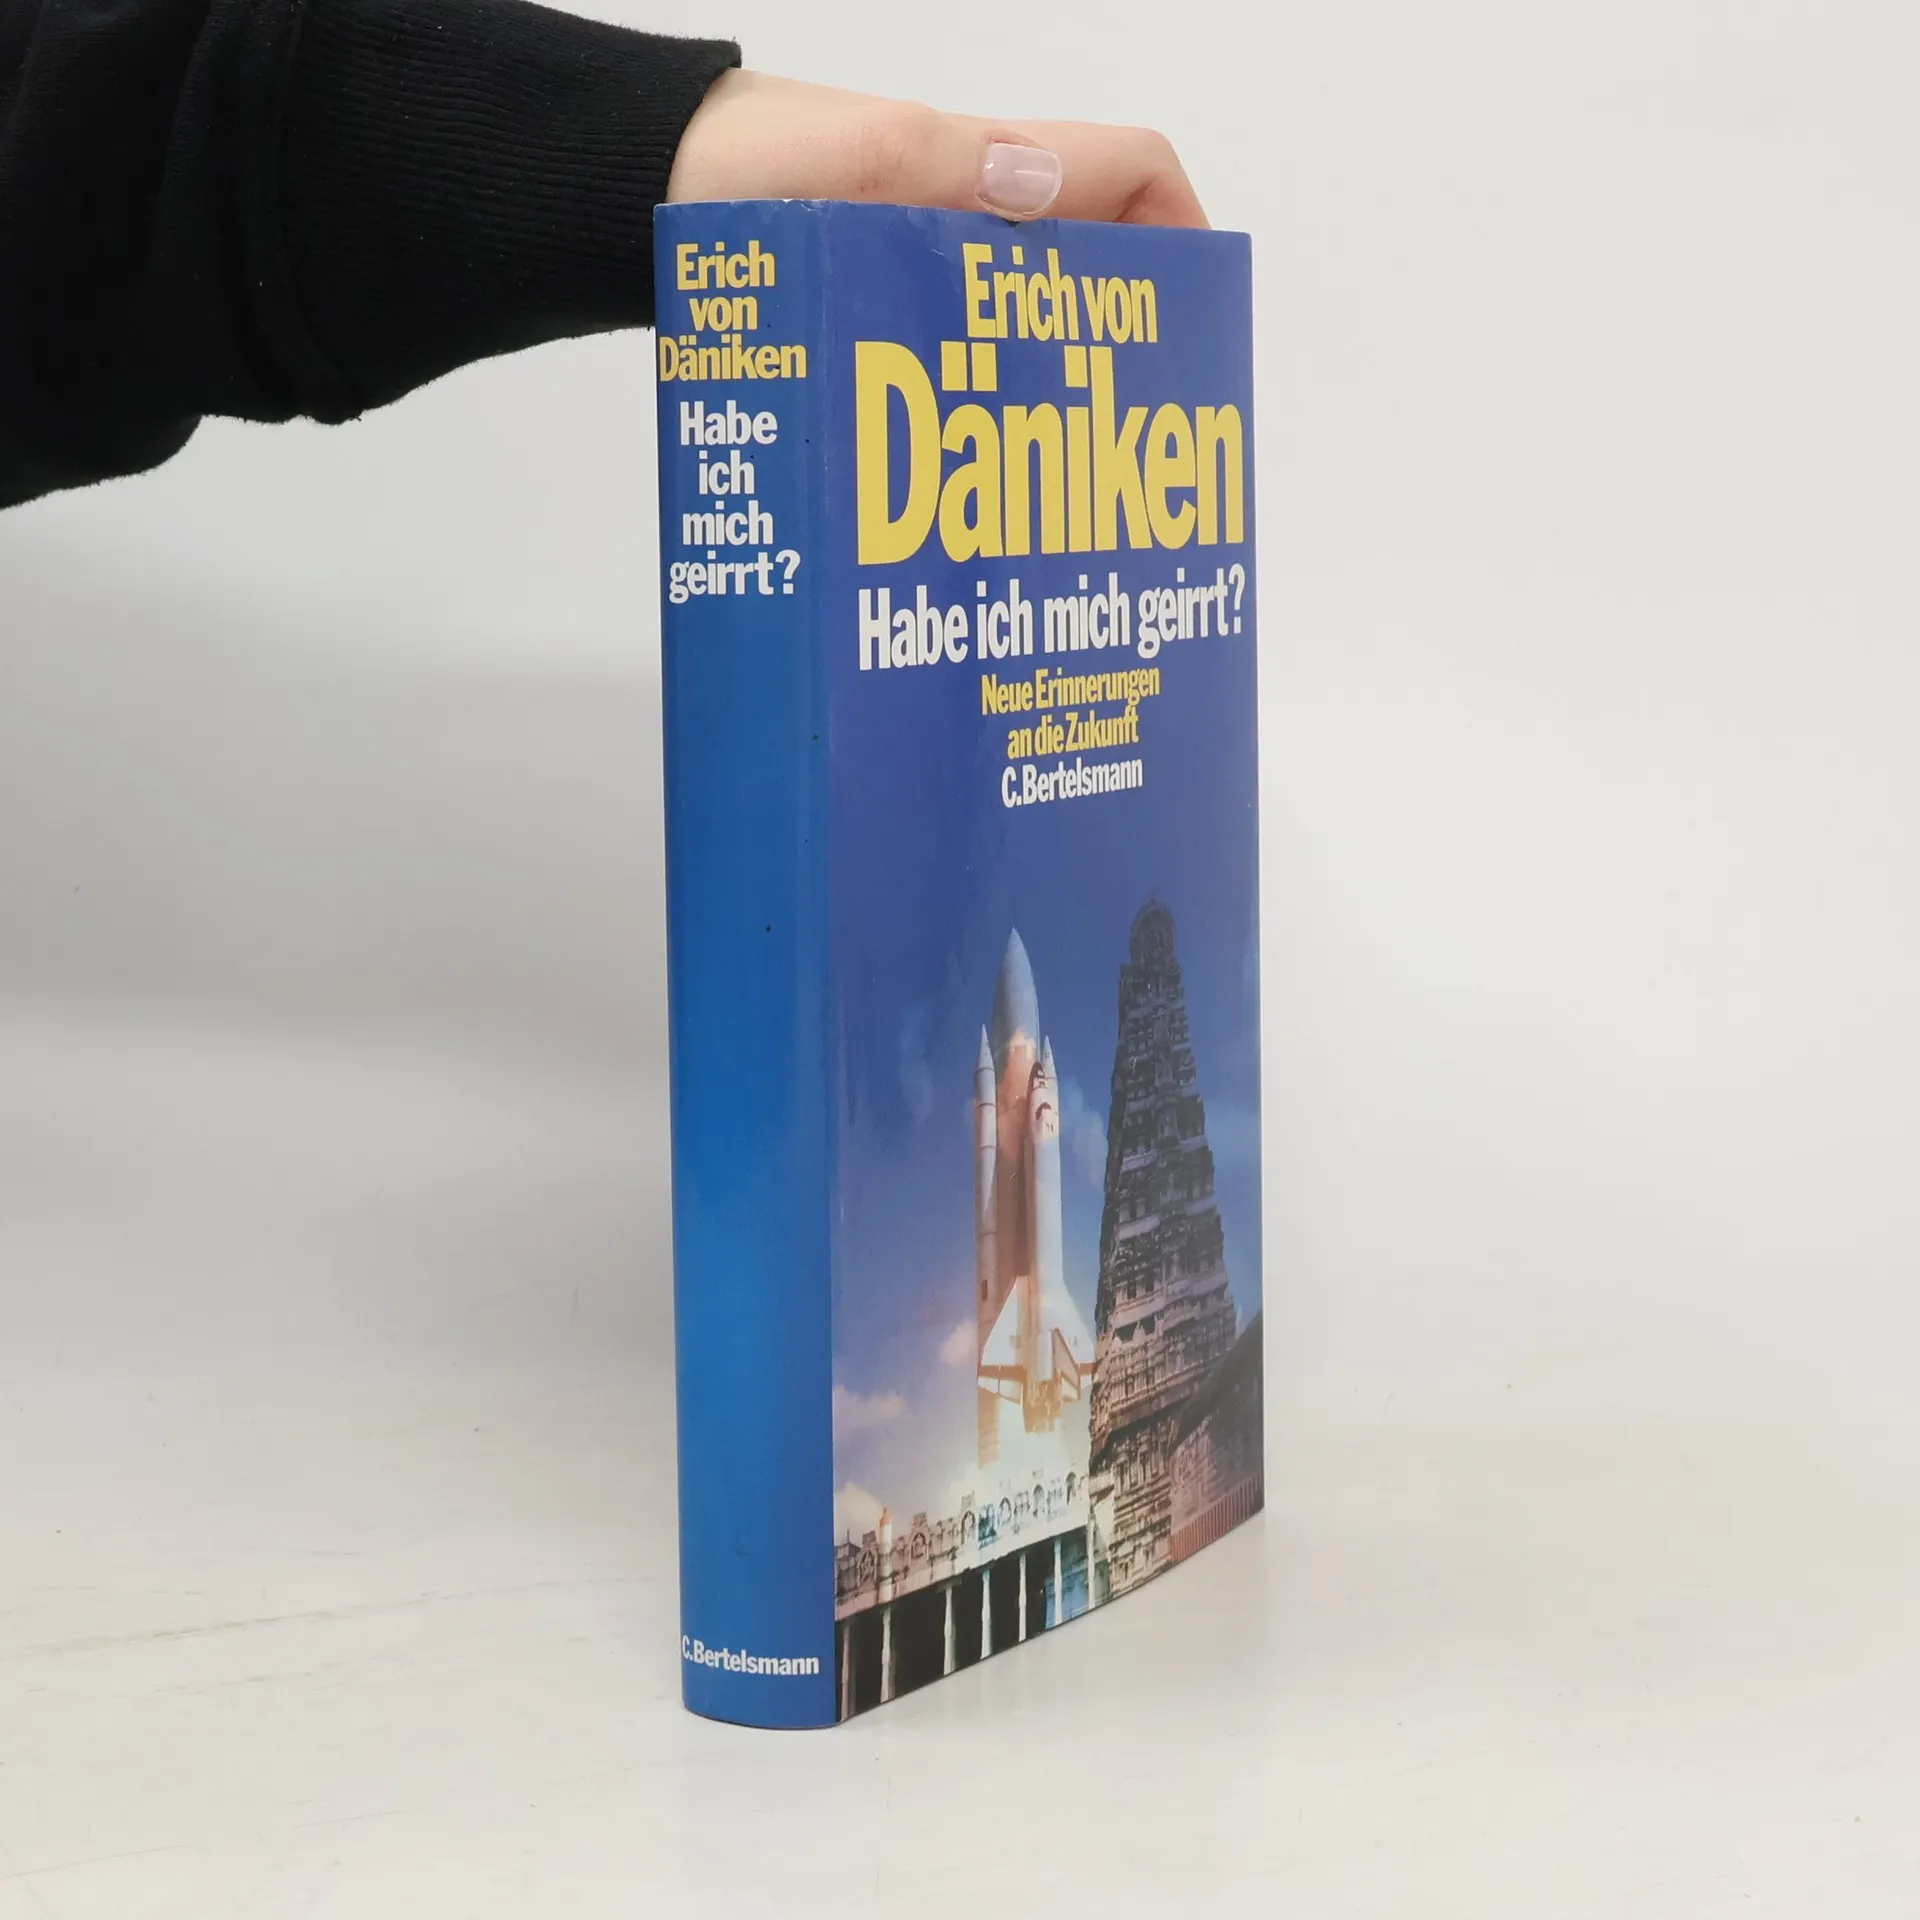 Erich
von
Däniken
Habe
ich
mich
geirrt?
C.Bertelsmann
Erich von
Däniken
Habe ich mich geirrt?
Neue Erinnerungen
an die Zukunft
C.Bertelsmann